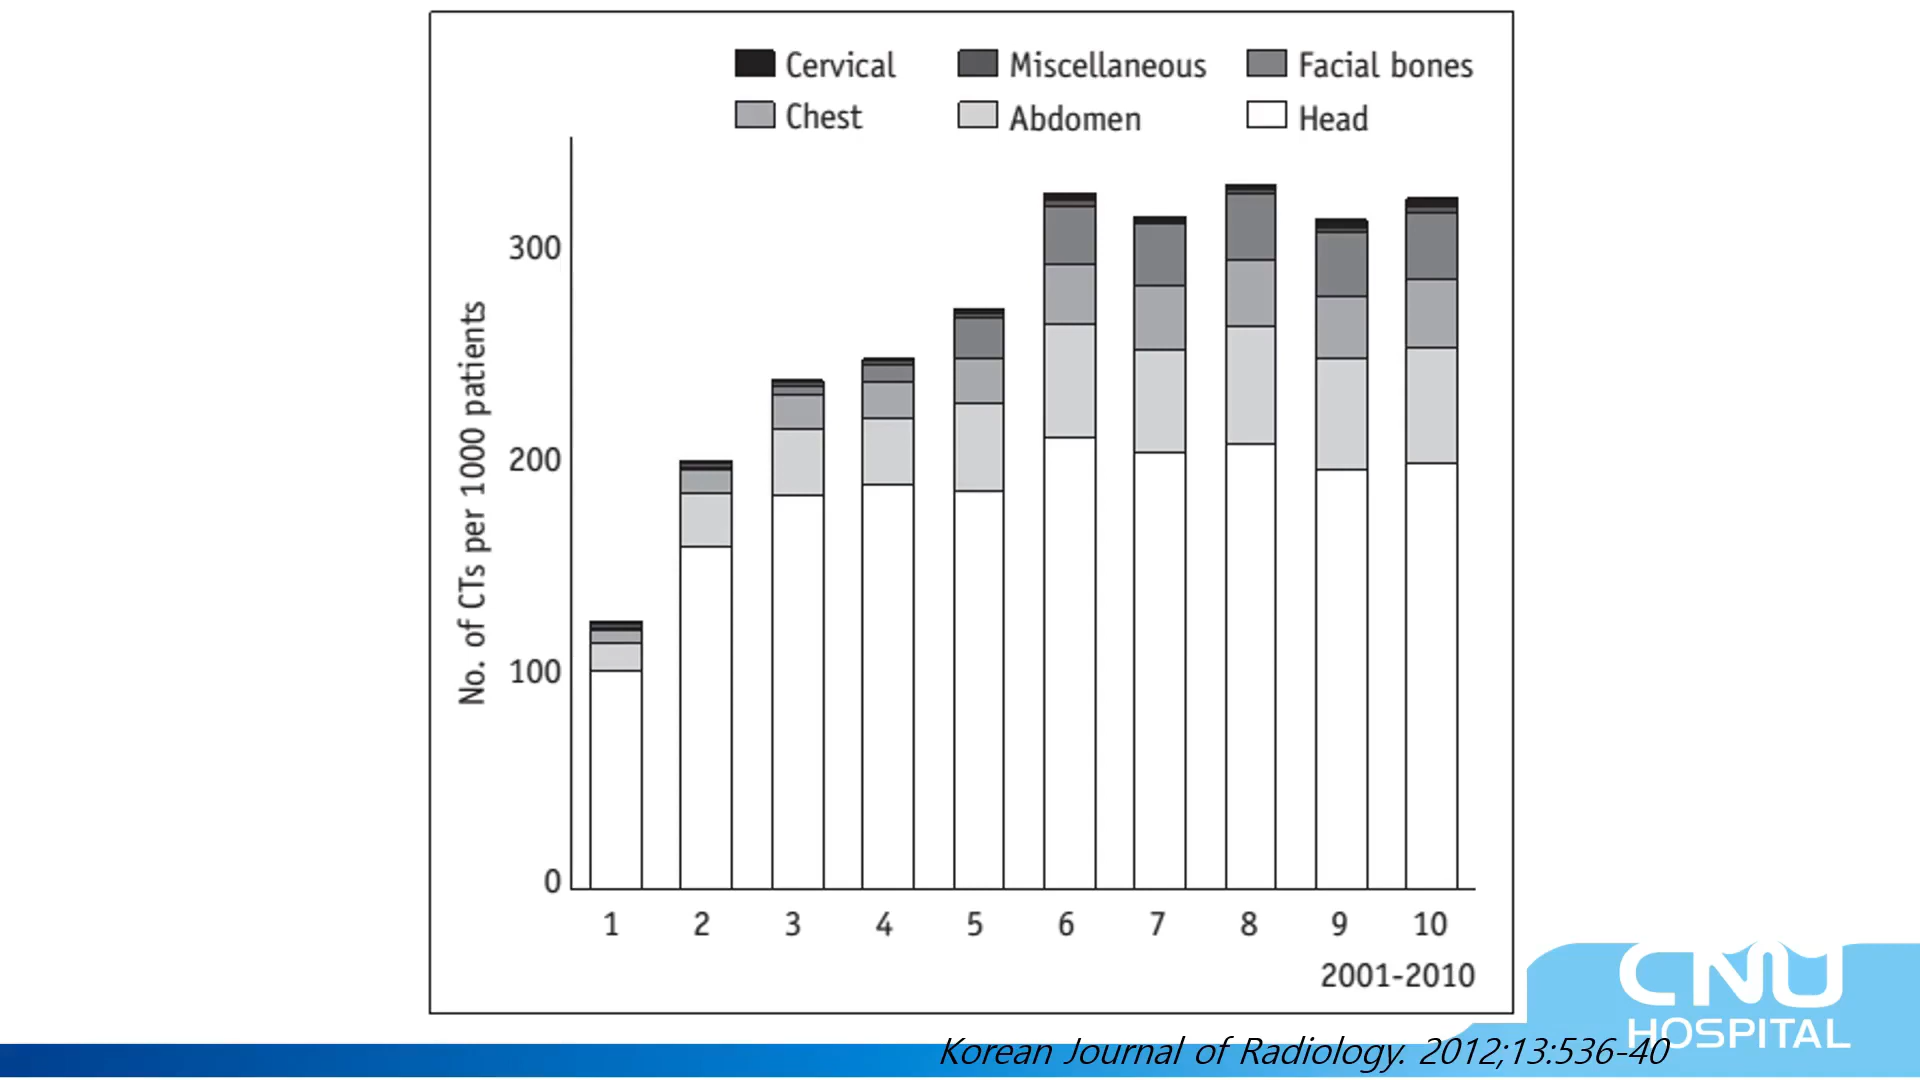 Cervical Miscellaneous Facial bones
Chest Abdomen Head
No. of CTs per 1000 patients
300
200
100
0
1 2 3 4 5 6 7 8 9 10
2001-2010
CNU
HOSPITAL
Korean Journal of Radiology. 2012;13:536-40